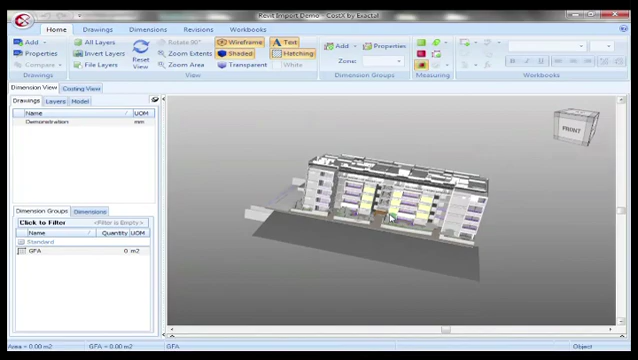 Revit Import Demo - CostX by Exactal
Home Drawings Dimensions Revisions Workbooks
Add All Layers Rotate 90° Wireframe Text Add Properties
Properties Insert Layers Reset View Zoom Extents Shaded Hatching Zone:
Compare File Layers Zoom Area Transparent White
Drawings View Dimension Groups Measuring Workbooks
Dimension View Costing View
Drawings Layers Model
Name UOM
Demonstration mm
FRONT
Dimension Groups Dimensions
Click to Filter <Filter is Empty>
Name Quantity UOM
Standard
GFA 0 m2
Area = 0.00 m2 GFA = 0.00 m2 GFA Object